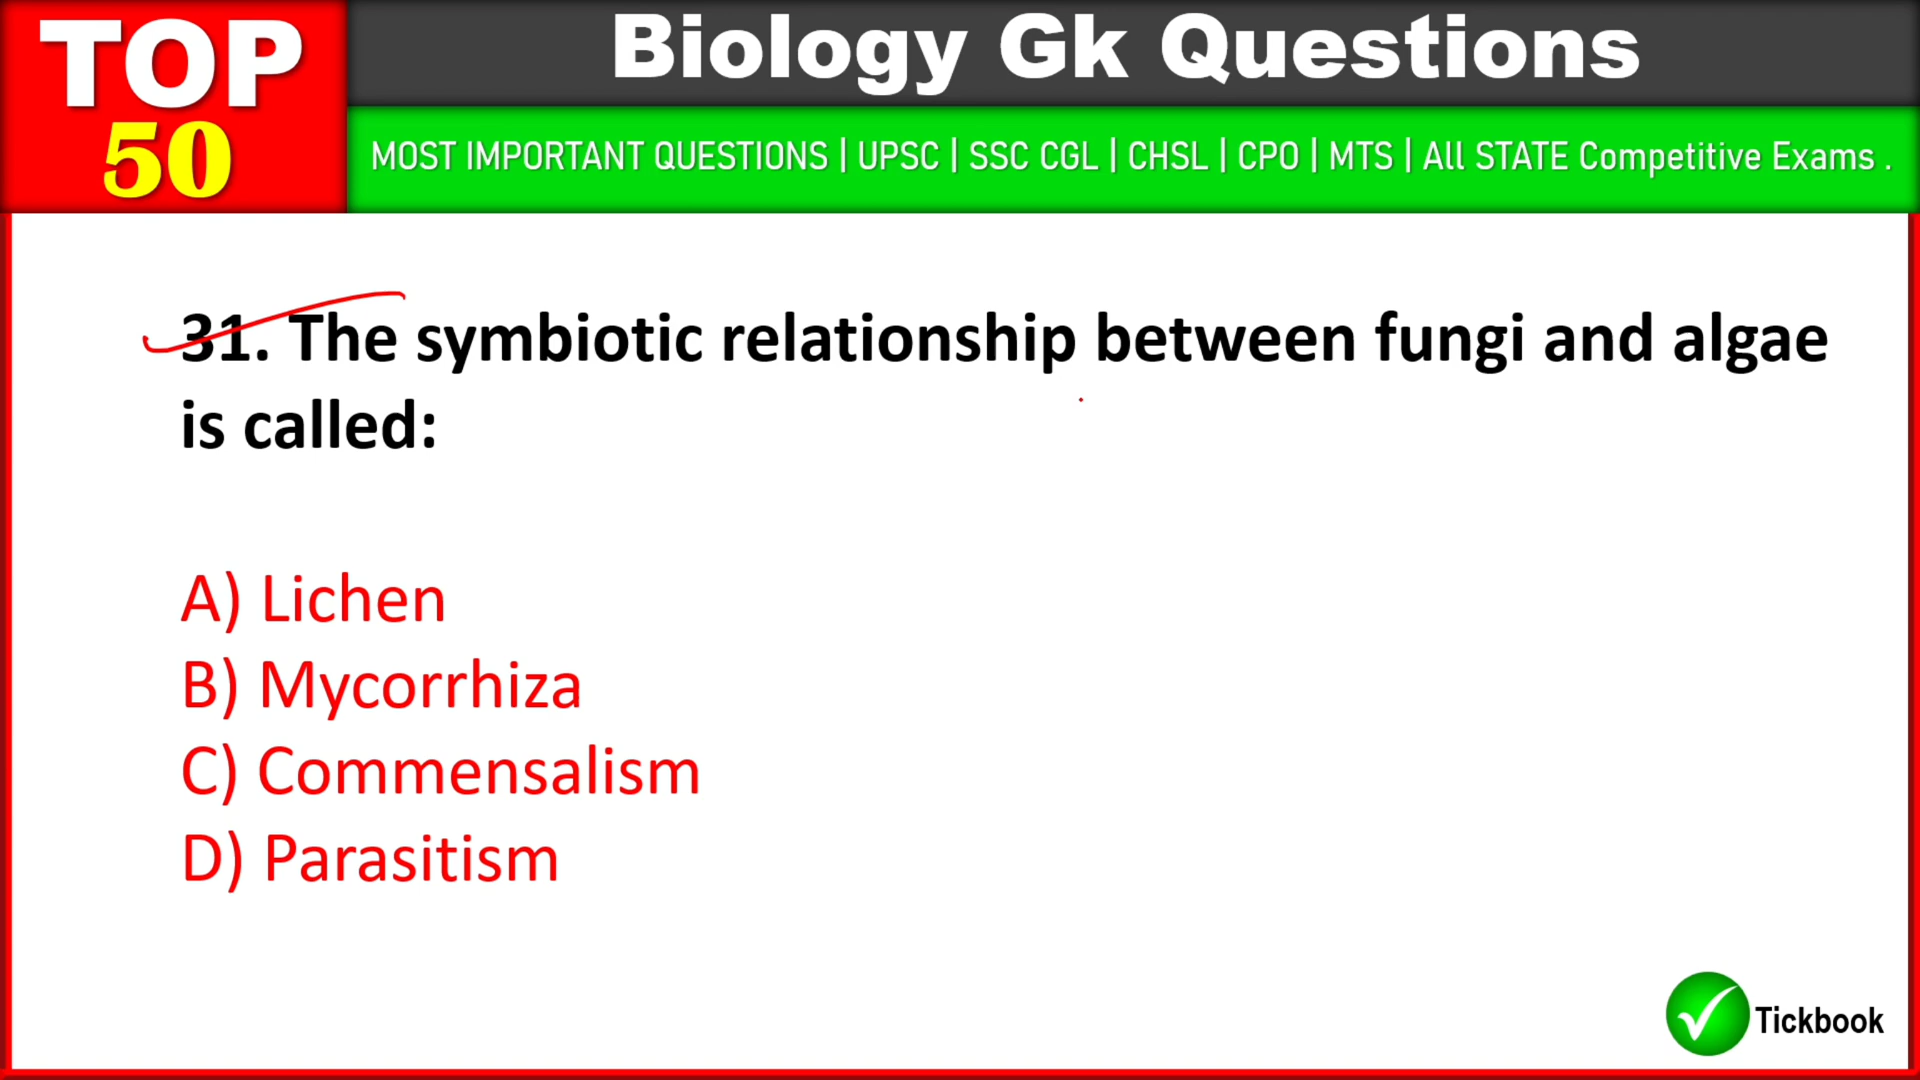 TOP
50
Biology Gk Questions
MOST IMPORTANT QUESTIONS | UPSC | SSC CGL | CHSL | CPO | MTS | All STATE Competitive Exams .
31. The symbiotic relationship between fungi and algae
is called:
A) Lichen
B) Mycorrhiza
C) Commensalism
D) Parasitism
Tickbook